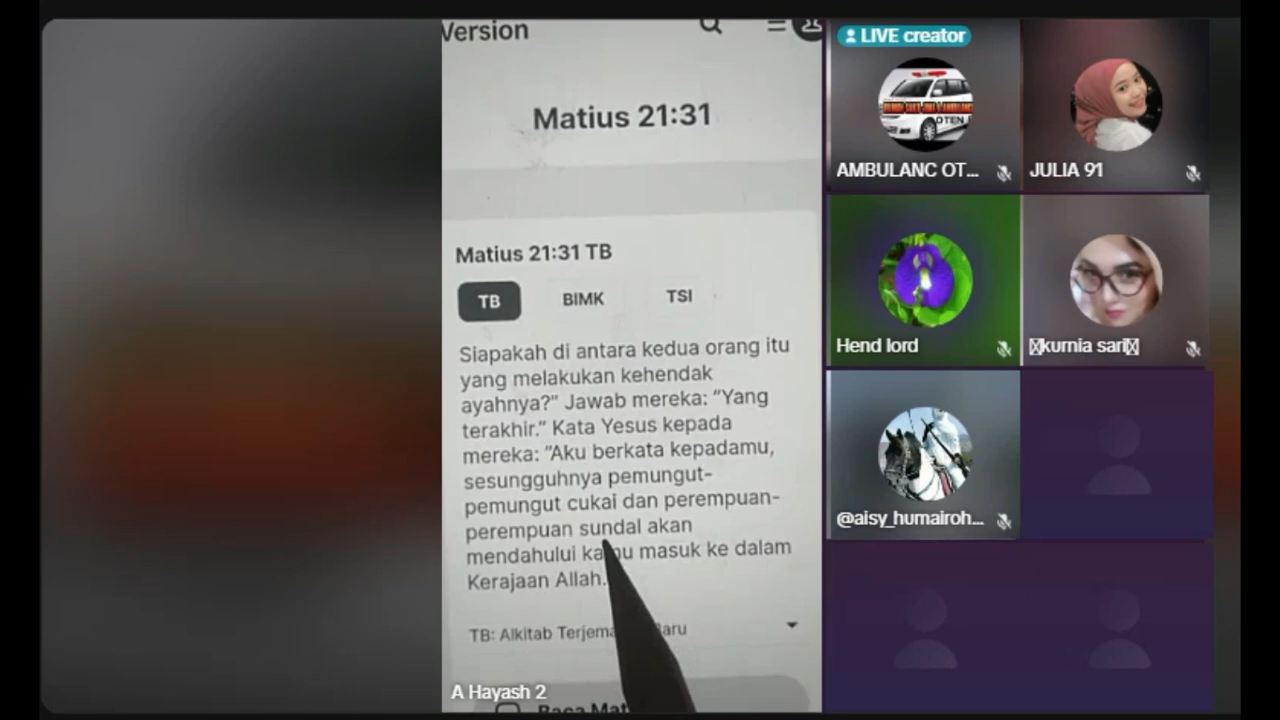 Version
Matius 21:31
Matius 21:31 TB
TB
BIMK
TSI
Siapakah di antara kedua orang itu
yang melakukan kehendak
ayahnya?" Jawab mereka: "Yang
terakhir." Kata Yesus kepada
mereka: "Aku berkata kepadamu,
sesungguhnya pemungut-
pemungut cukai dan perempuan-
perempuan sundal akan
mendahului kamu masuk ke dalam
Kerajaan Allah.
TB: Alkitab
A Hayash 2
LIVE creator
AMBULANC OT...
JULIA 91
Hend lord
kurnia sari
@aisy_humairoh...